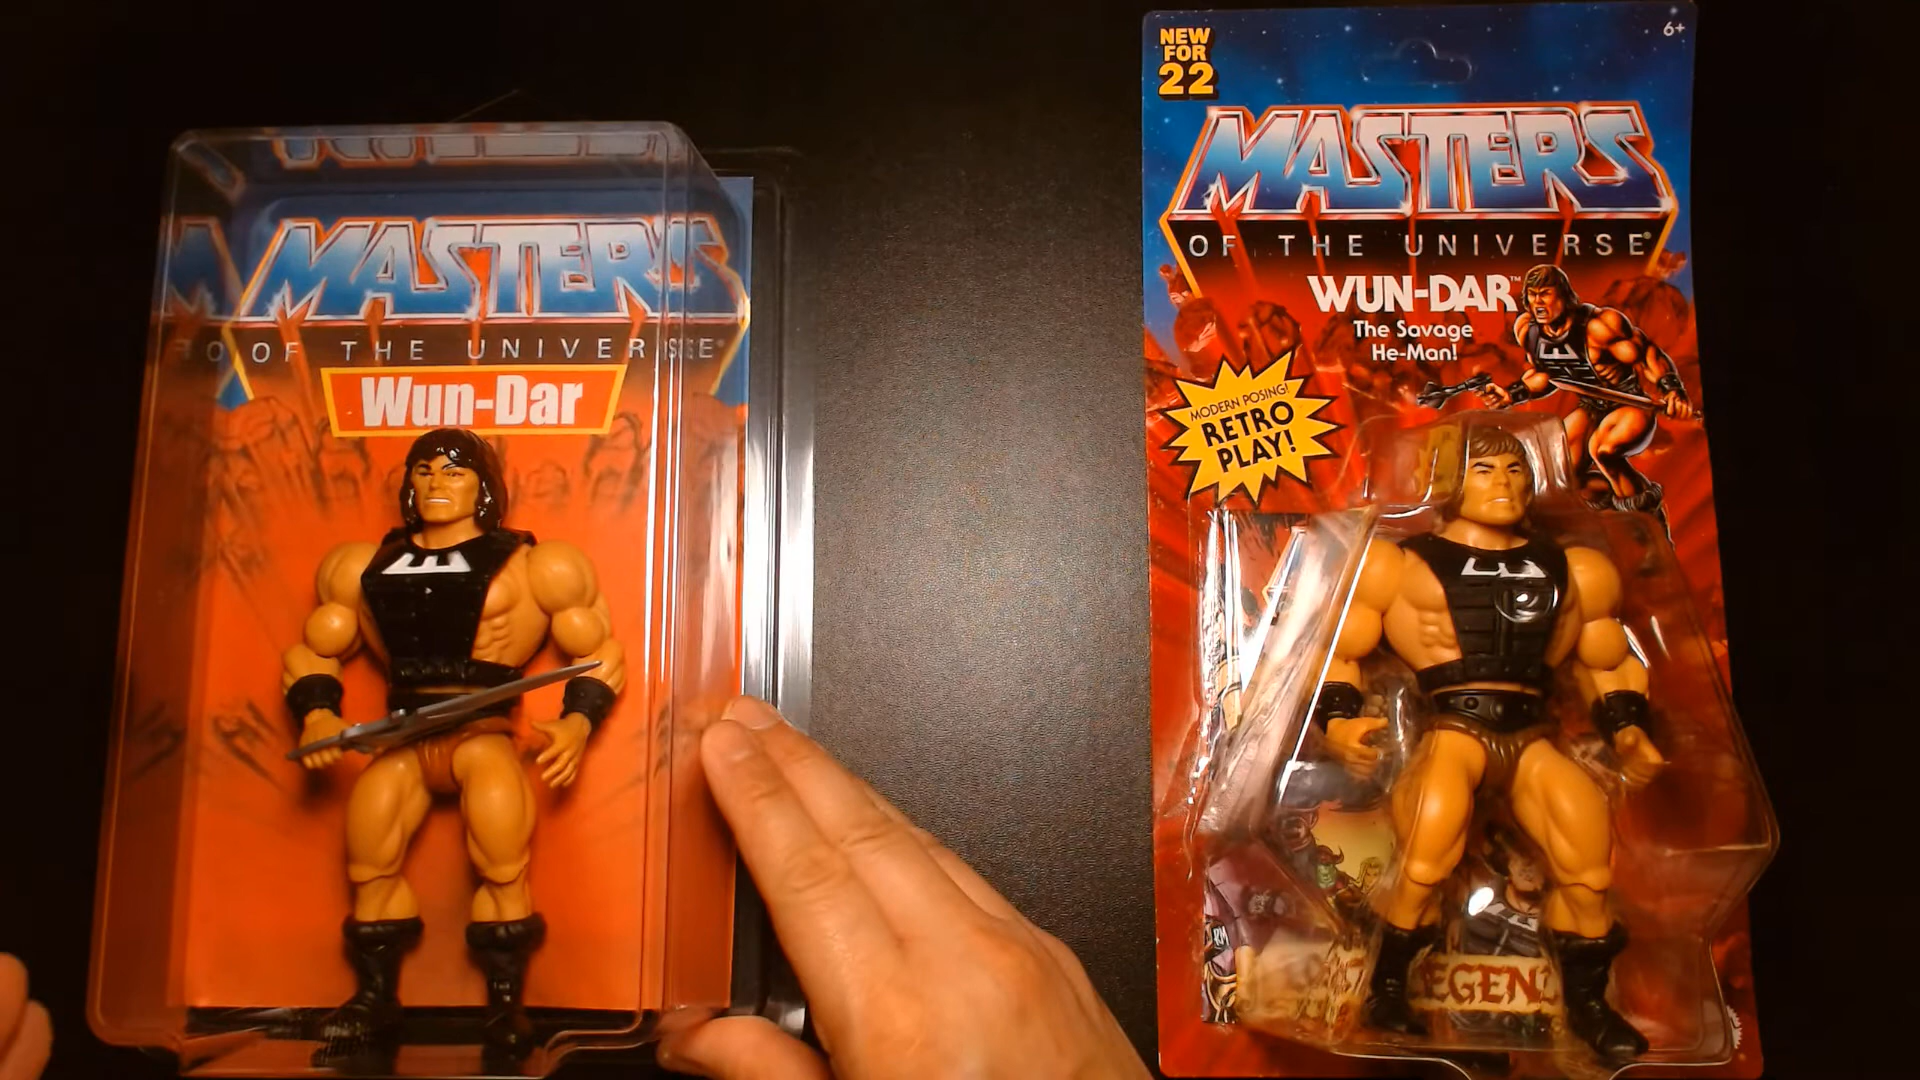 MASTERS
OF THE UNIVERSE
Wun-Dar
NEW
FOR
22
6+
MASTERS
OF THE UNIVERSE®
WUN-DAR™
The Savage
He-Man!
MODERN POSING!
RETRO
PLAY!